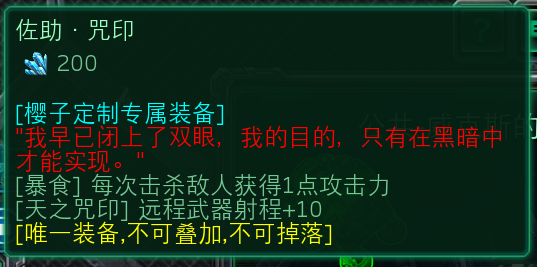 佐助·咒印
200
[樱子定制专属装备]
"我早已闭上了双眼, 我的目的, 只有在黑暗中
才能实现。"
[暴食] 每次击杀敌人获得1点攻击力
[天之咒印] 远程武器射程+10
[唯一装备,不可叠加,不可掉落]